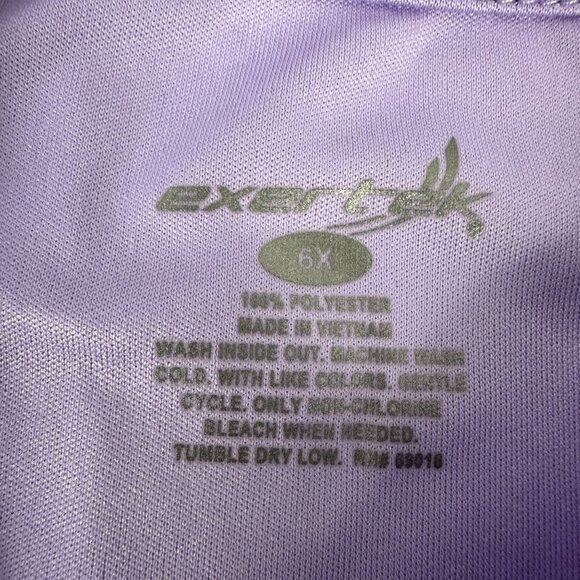 exertek
6X
100% POLYESTER
MADE IN VIETNAM
WASH INSIDE OUT. MACHINE WASH
COLD. WITH LIKE COLORS. GENTLE
CYCLE. ONLY NON-CHLORINE
BLEACH WHEN NEEDED.
TUMBLE DRY LOW. RN# 69016